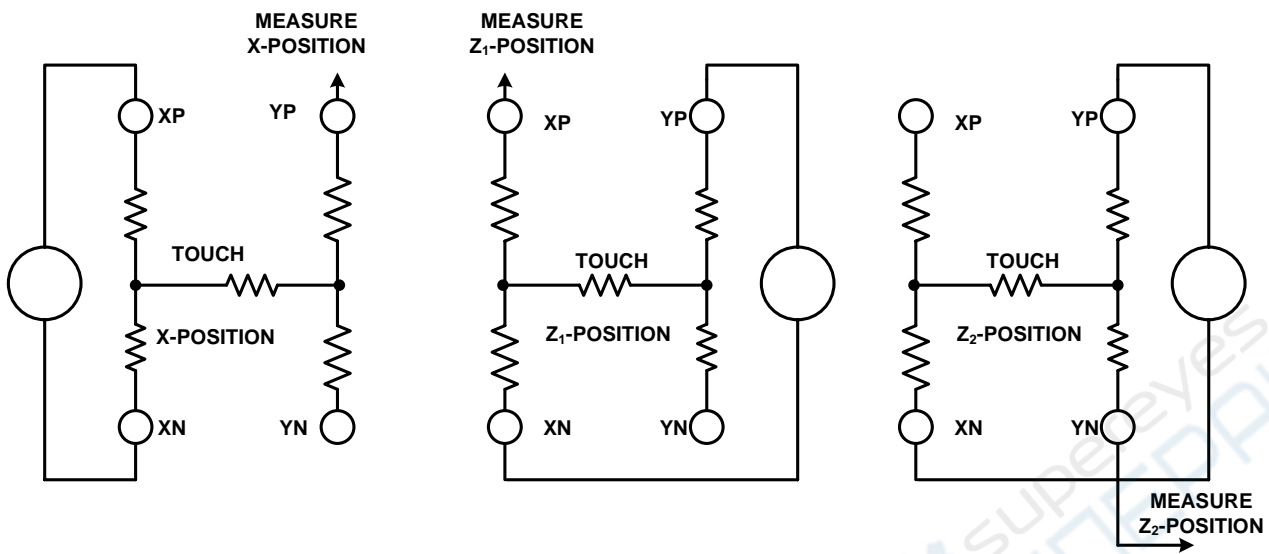 MEASURE
X-POSITION
XP
YP
TOUCH
X-POSITION
XN
YN
MEASURE
Z₁-POSITION
XP
YP
TOUCH
Z₁-POSITION
XN
YN
XP
YP
TOUCH
Z₂-POSITION
XN
YN
MEASURE
Z₂-POSITION
supereyes